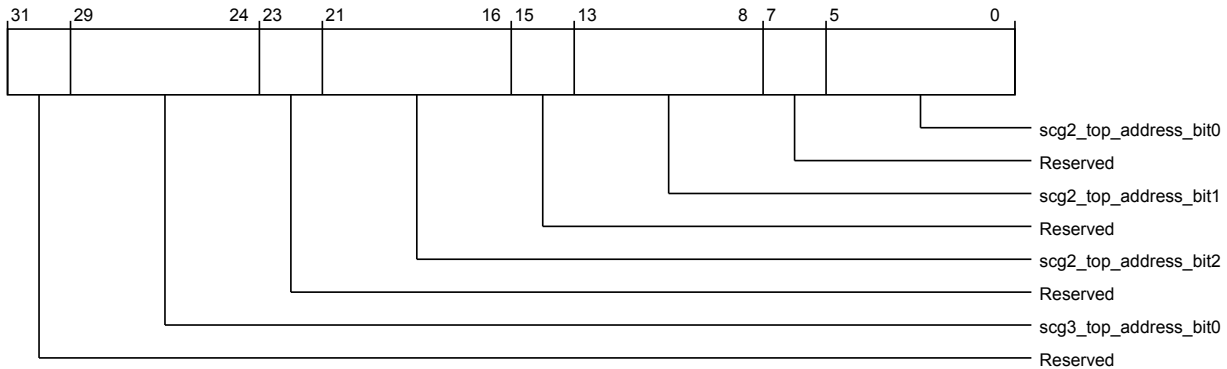 31 29 24 23 21 16 15 13 8 7 5 0
scg2_top_address_bit0
Reserved
scg2_top_address_bit1
Reserved
scg2_top_address_bit2
Reserved
scg3_top_address_bit0
Reserved